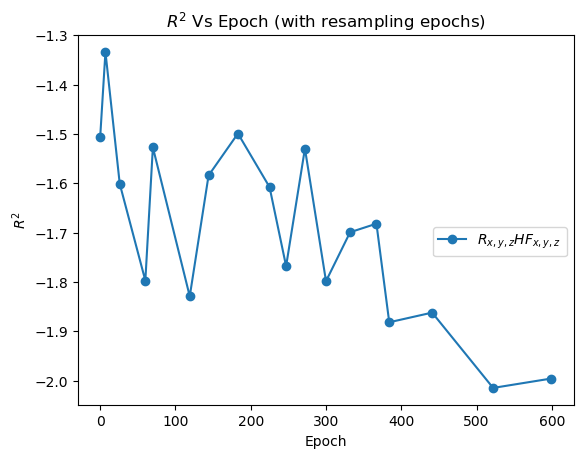 $R^2$ Vs Epoch (with resampling epochs)
−1.3
−1.4
−1.5
−1.6
−1.7
−1.8
−1.9
−2.0
$R^2$
$R_{x,y,z}HF_{x,y,z}$
0 100 200 300 400 500 600
Epoch